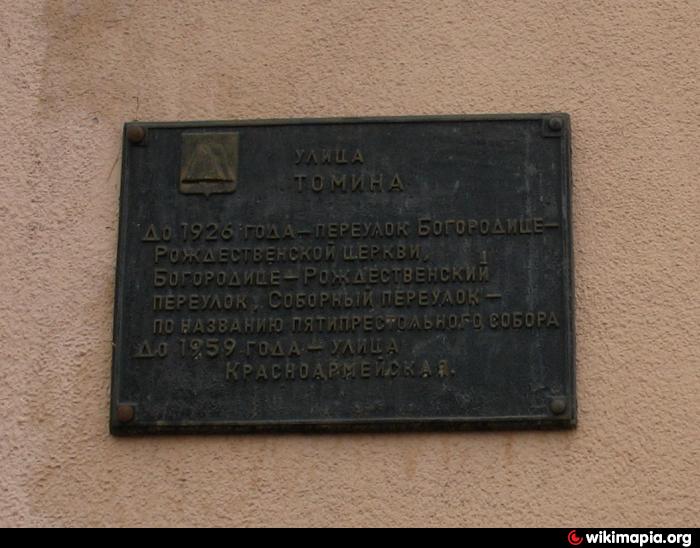 УЛИЦА
ТОМИНА
ДО 1926 ГОДА — ПЕРЕУЛОК БОГОРОДИЦЕ—
РОЖДЕСТВЕНСКОЙ ЦЕРКВИ,
БОГОРОДИЦЕ — РОЖДЕСТВЕНСКИЙ
ПЕРЕУЛОК, СОБОРНЫЙ ПЕРЕУЛОК —
ПО НАЗВАНИЮ ПЯТИПРЕСТОЛЬНОГО СОБОРА
ДО 1959 ГОДА — УЛИЦА
КРАСНОАРМЕЙСКАЯ.
wikimapia.org